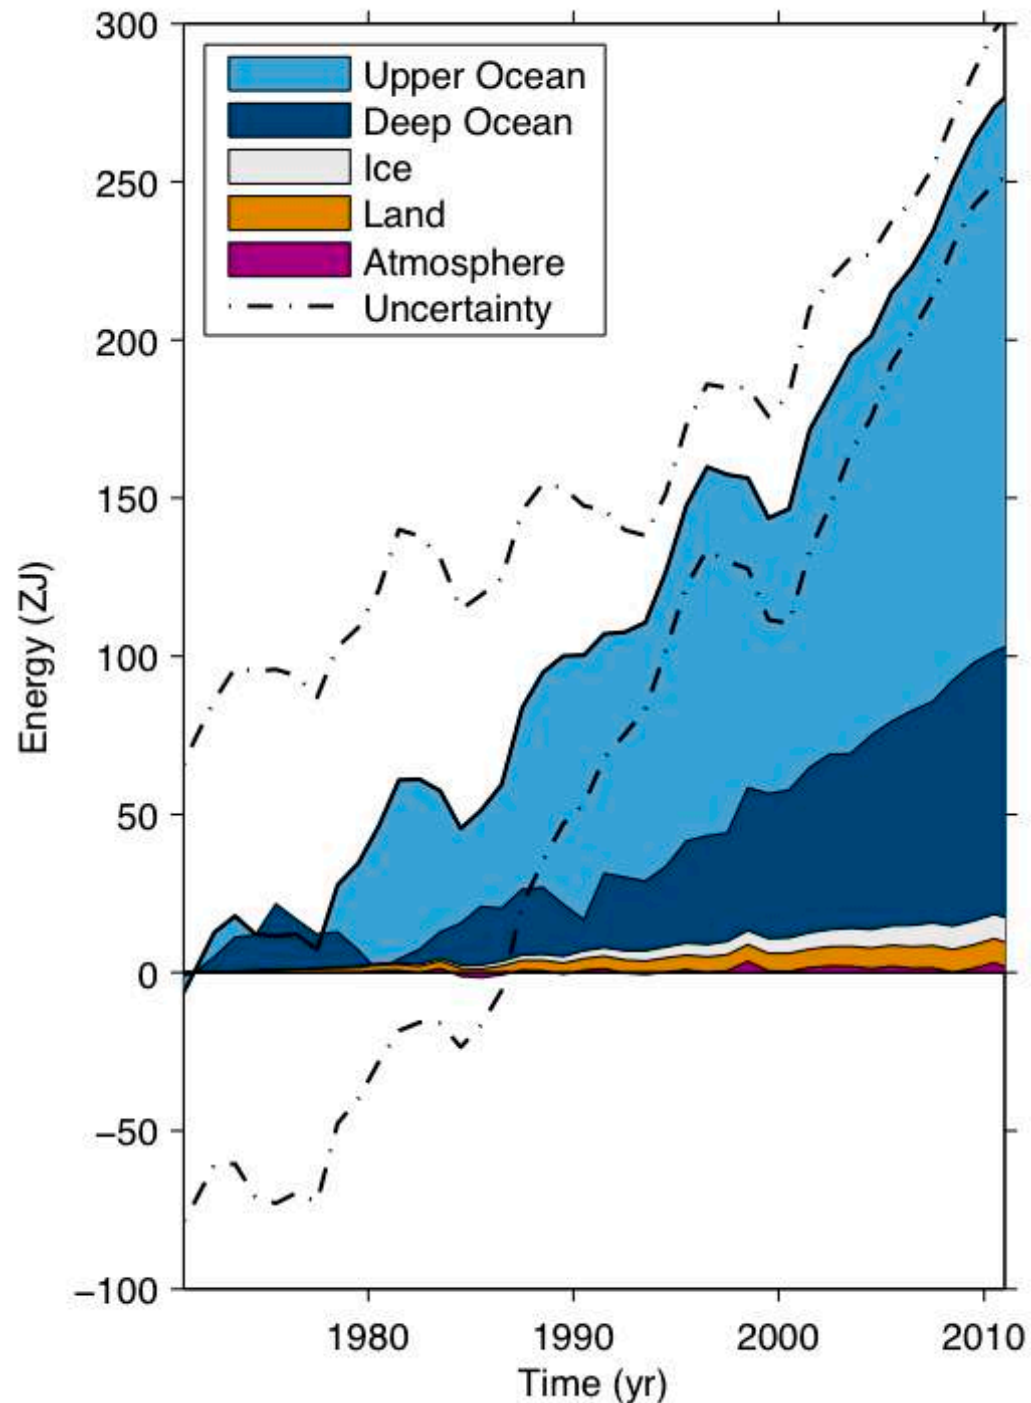 300
250
200
150
100
50
0
−50
−100
Energy (ZJ)
Upper Ocean
Deep Ocean
Ice
Land
Atmosphere
Uncertainty
1980
1990
2000
2010
Time (yr)